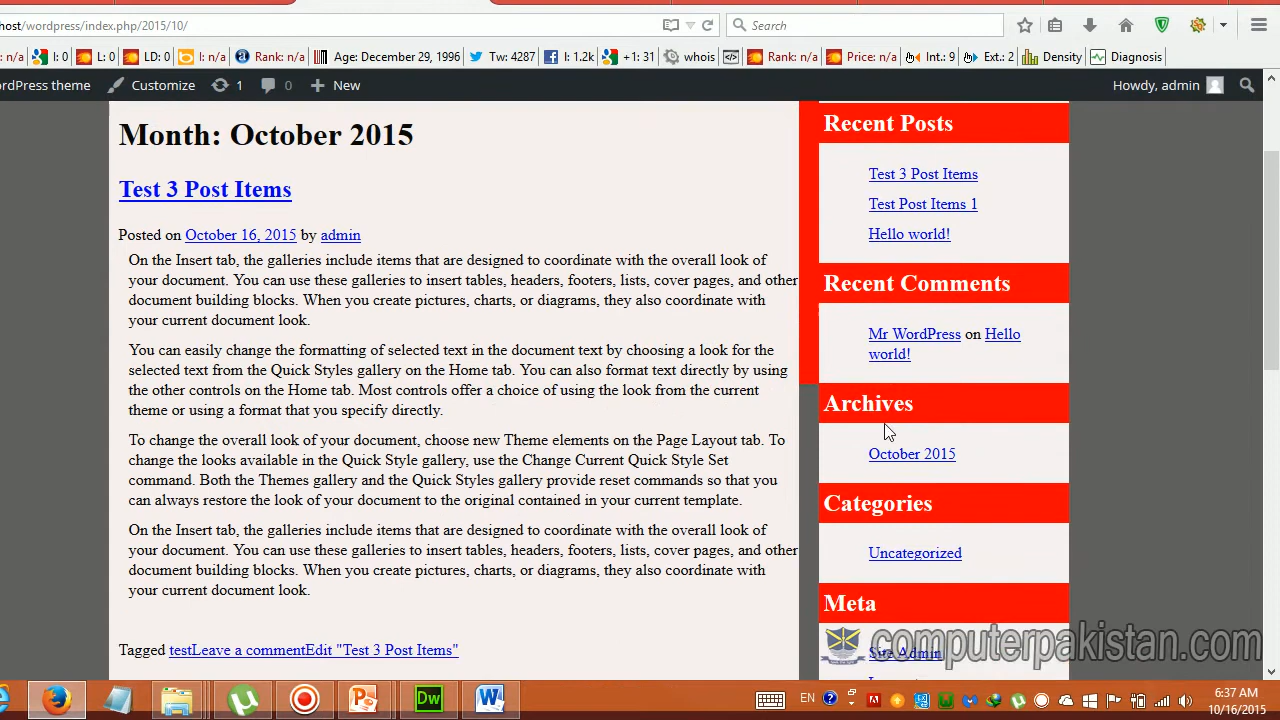 host/wordpress/index.php/2015/10/
Search
: n/a I: 0 L: 0 LD: 0 I: n/a Rank: n/a Age: December 29, 1996 Tw: 4287 I: 1.2k +1: 31 whois Rank: n/a Price: n/a Int.: 9 Ext.: 2 Density Diagnosis
ordPress theme Customize 1 0 New Howdy, admin
Month: October 2015
Test 3 Post Items
Posted on October 16, 2015 by admin
On the Insert tab, the galleries include items that are designed to coordinate with the overall look of
your document. You can use these galleries to insert tables, headers, footers, lists, cover pages, and other
document building blocks. When you create pictures, charts, or diagrams, they also coordinate with
your current document look.
You can easily change the formatting of selected text in the document text by choosing a look for the
selected text from the Quick Styles gallery on the Home tab. You can also format text directly by using
the other controls on the Home tab. Most controls offer a choice of using the look from the current
theme or using a format that you specify directly.
To change the overall look of your document, choose new Theme elements on the Page Layout tab. To
change the looks available in the Quick Style gallery, use the Change Current Quick Style Set
command. Both the Themes gallery and the Quick Styles gallery provide reset commands so that you
can always restore the look of your document to the original contained in your current template.
On the Insert tab, the galleries include items that are designed to coordinate with the overall look of
your document. You can use these galleries to insert tables, headers, footers, lists, cover pages, and other
document building blocks. When you create pictures, charts, or diagrams, they also coordinate with
your current document look.
Tagged testLeave a commentEdit "Test 3 Post Items"
Recent Posts
Test 3 Post Items
Test Post Items 1
Hello world!
Recent Comments
Mr WordPress on Hello
world!
Archives
October 2015
Categories
Uncategorized
Meta
Site Admin
computerpakistan.com
EN
6:37 AM
10/16/2015